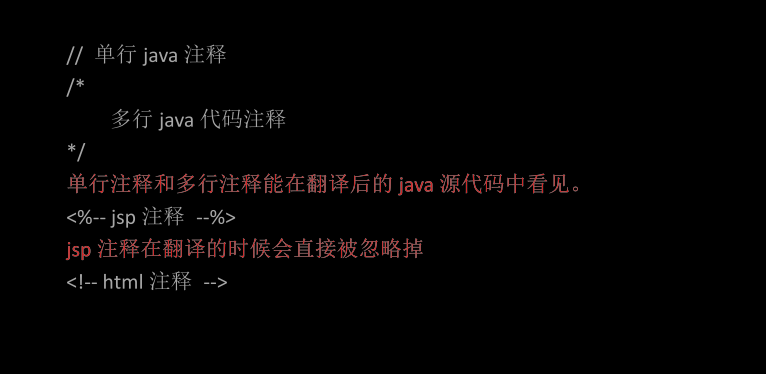 // 单行 java 注释
/*
多行 java 代码注释
*/
单行注释和多行注释能在翻译后的 java 源代码中看见。
<%-- jsp 注释 --%>
jsp 注释在翻译的时候会直接被忽略掉
<!-- html 注释 -->